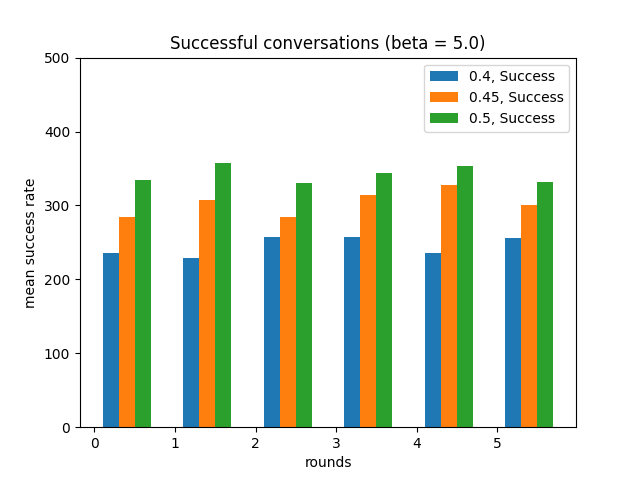 Successful conversations (beta = 5.0)
500
400
300
200
100
0
mean success rate
0.4, Success
0.45, Success
0.5, Success
0 1 2 3 4 5
rounds